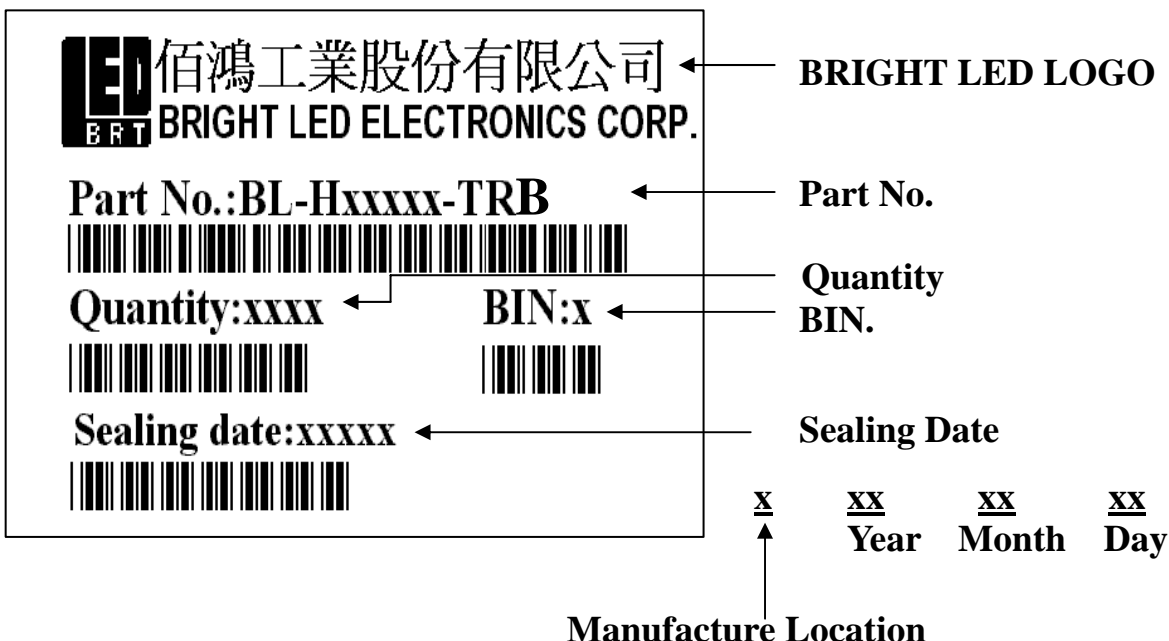 LED 佰鴻工業股份有限公司 BRIGHT LED LOGO
BRT BRIGHT LED ELECTRONICS CORP.
Part No.:BL-Hxxxxx-TRB Part No.
Quantity
Quantity:xxxx BIN:x BIN.
Sealing date:xxxxx Sealing Date
x xx xx xx
Year Month Day
Manufacture Location